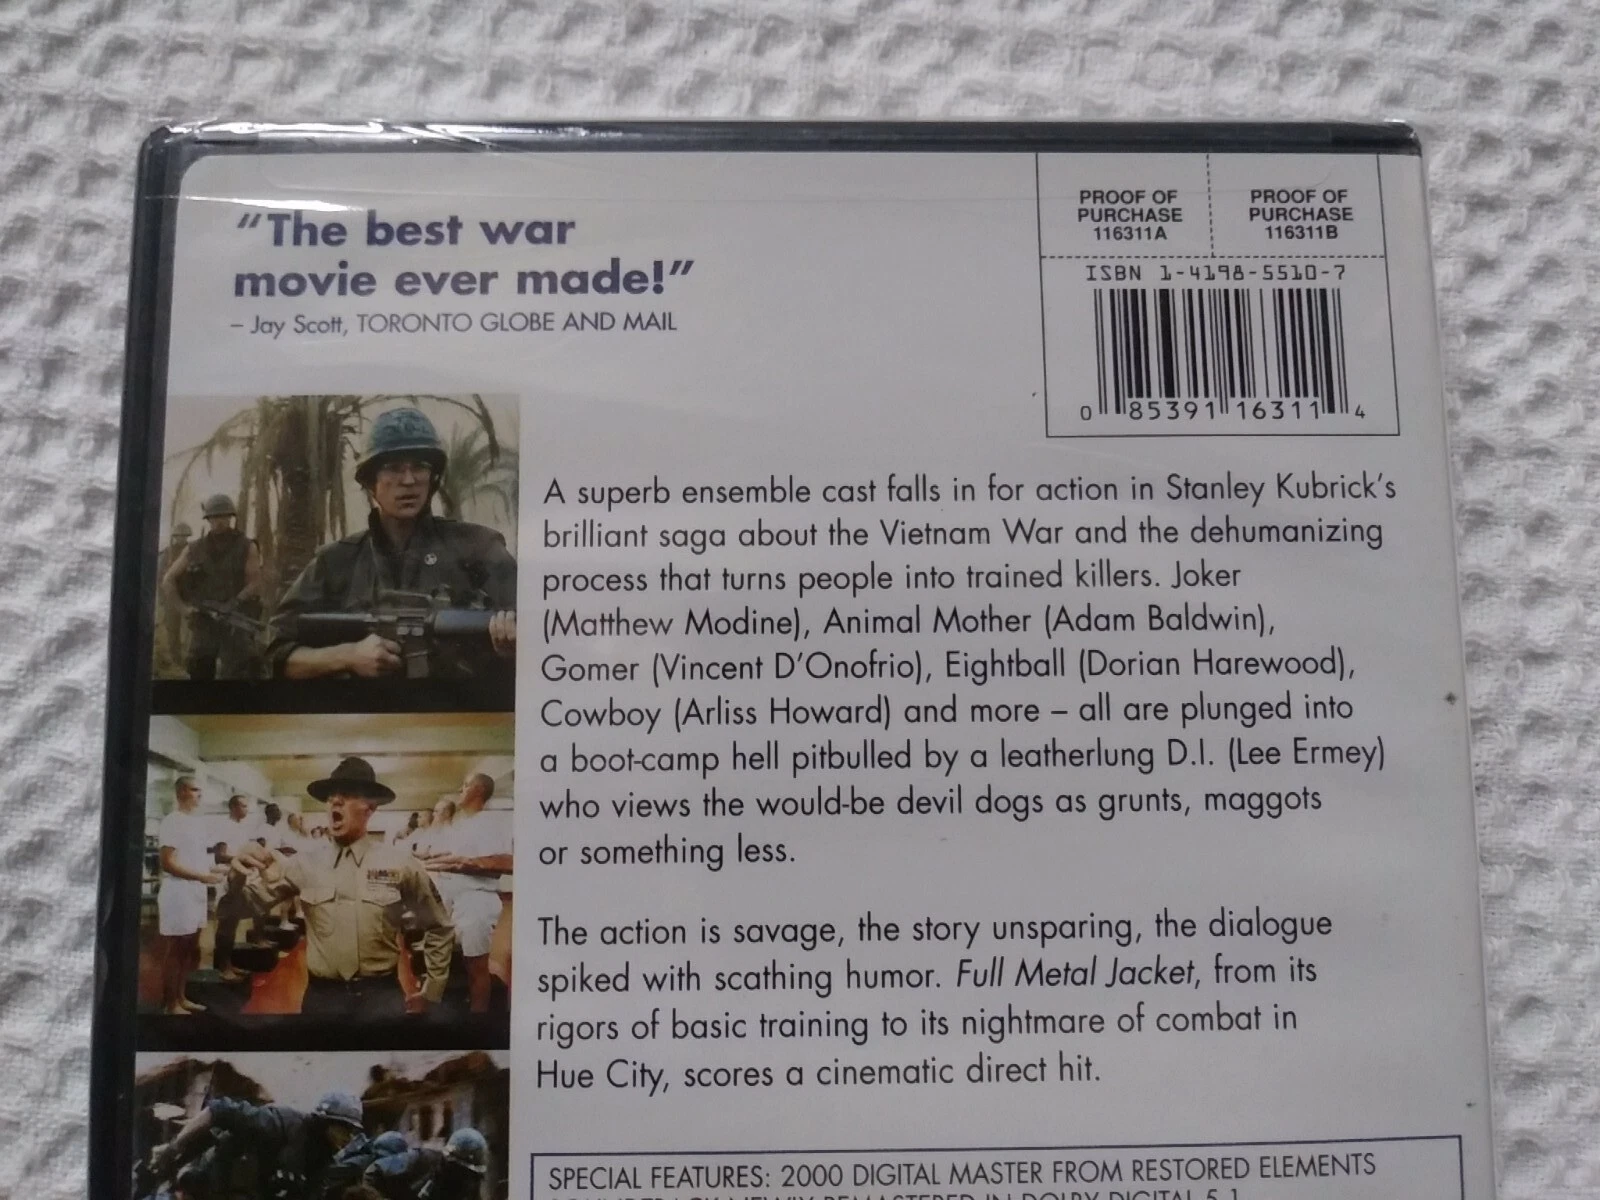 "The best war
movie ever made!"
– Jay Scott, TORONTO GLOBE AND MAIL
PROOF OF
PURCHASE
116311A
PROOF OF
PURCHASE
116311B
ISBN 1-4198-5510-7
0 85391 16311 4
A superb ensemble cast falls in for action in Stanley Kubrick's
brilliant saga about the Vietnam War and the dehumanizing
process that turns people into trained killers. Joker
(Matthew Modine), Animal Mother (Adam Baldwin),
Gomer (Vincent D'Onofrio), Eightball (Dorian Harewood),
Cowboy (Arliss Howard) and more – all are plunged into
a boot-camp hell pitbulled by a leatherlung D.I. (Lee Ermey)
who views the would-be devil dogs as grunts, maggots
or something less.
The action is savage, the story unsparing, the dialogue
spiked with scathing humor. Full Metal Jacket, from its
rigors of basic training to its nightmare of combat in
Hue City, scores a cinematic direct hit.
SPECIAL FEATURES: 2000 DIGITAL MASTER FROM RESTORED ELEMENTS
REMASTERED IN DOLBY DIGITAL 5.1